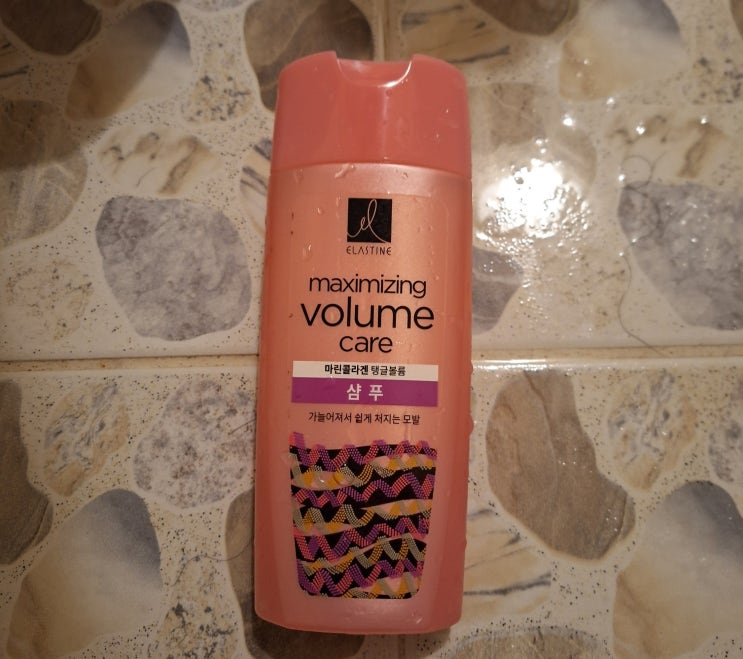 el
ELASTINE
maximizing
volume
care
마린콜라겐 탱글볼륨
샴푸
가늘어져서 쉽게 처지는 모발